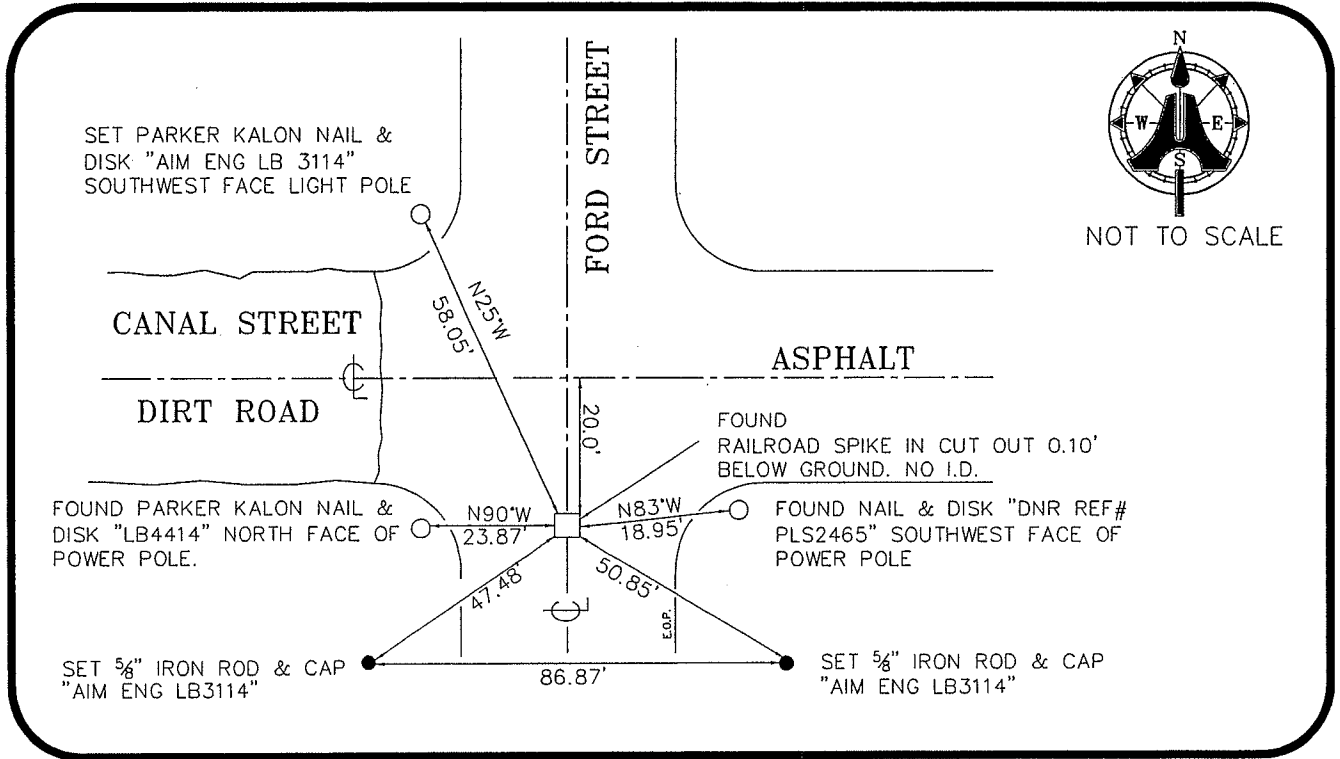 N
W E
S
NOT TO SCALE
FORD STREET
SET PARKER KALON NAIL &
DISK "AIM ENG LB 3114"
SOUTHWEST FACE LIGHT POLE
N25°W
58.05'
CANAL STREET
DIRT ROAD
ASPHALT
20.0'
FOUND
RAILROAD SPIKE IN CUT OUT 0.10'
BELOW GROUND. NO I.D.
FOUND PARKER KALON NAIL &
DISK "LB4414" NORTH FACE OF
POWER POLE.
N90°W
23.87'
N83°W
18.95'
FOUND NAIL & DISK "DNR REF#
PLS2465" SOUTHWEST FACE OF
POWER POLE
47.48'
50.85'
E.O.P.
SET 5/8" IRON ROD & CAP
"AIM ENG LB3114"
86.87'
SET 5/8" IRON ROD & CAP
"AIM ENG LB3114"